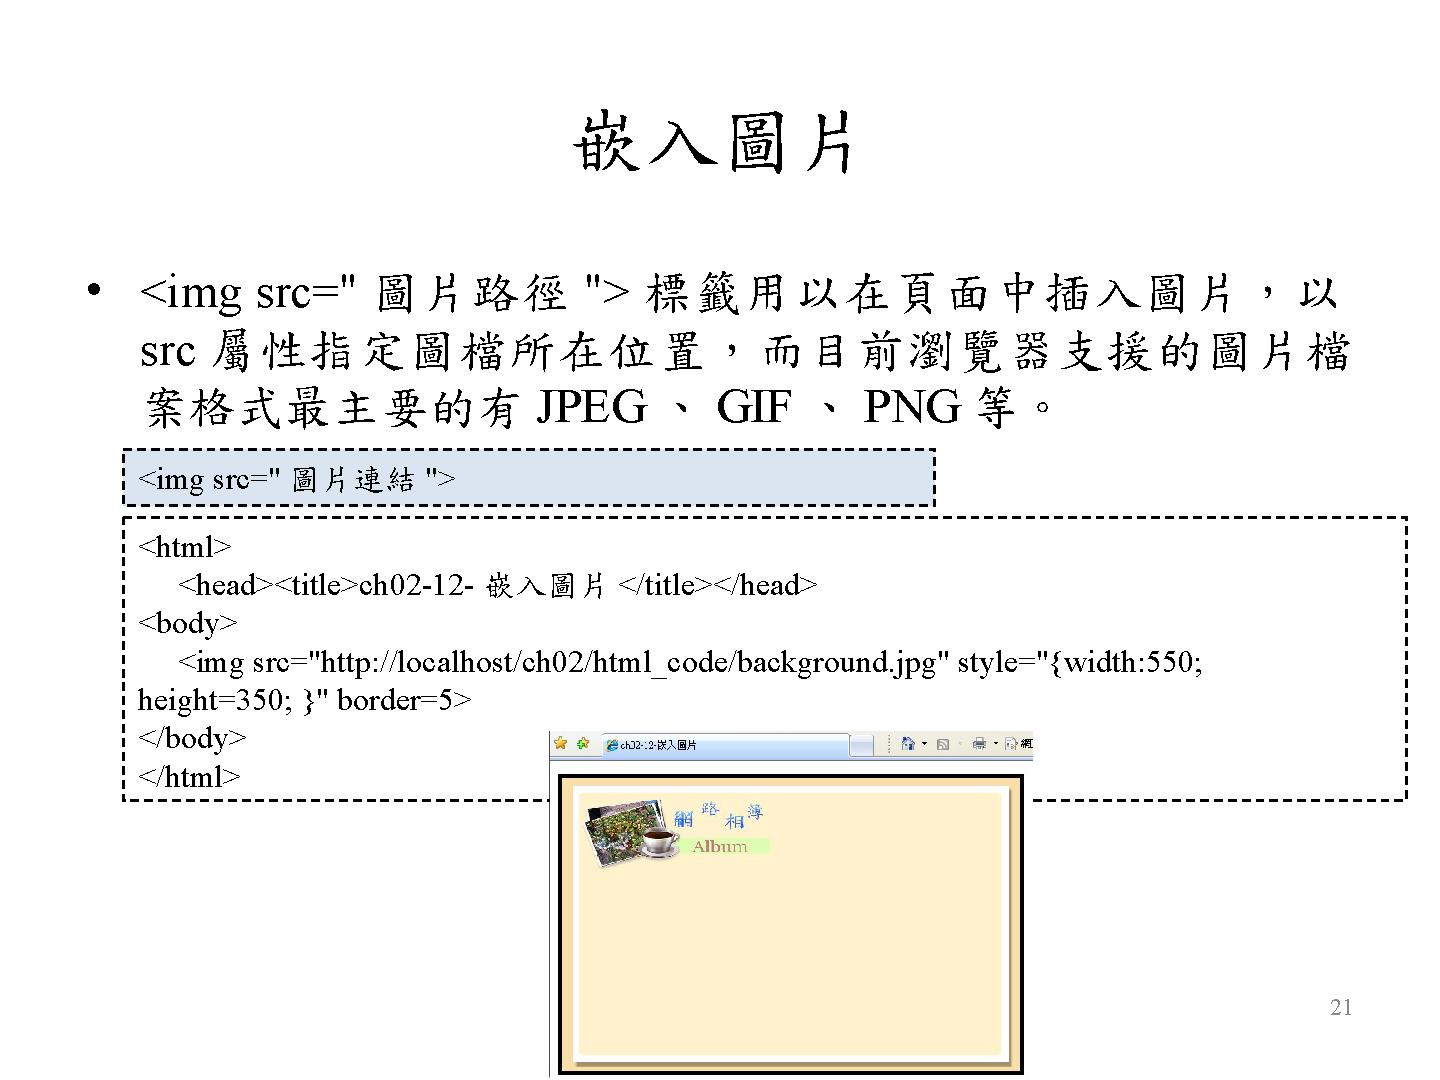 嵌入圖片
• <img src=" 圖片路徑 "> 標籤用以在頁面中插入圖片，以
src 屬性指定圖檔所在位置，而目前瀏覽器支援的圖片檔
案格式最主要的有 JPEG 、 GIF 、 PNG 等。
<img src=" 圖片連結 ">
<html>
<head><title>ch02-12- 嵌入圖片 </title></head>
<body>
<img src="http://localhost/ch02/html_code/background.jpg" style="{width:550;
height=350; }" border=5>
</body>
</html>
ch02-12-嵌入圖片
網
網路相簿
Album
21